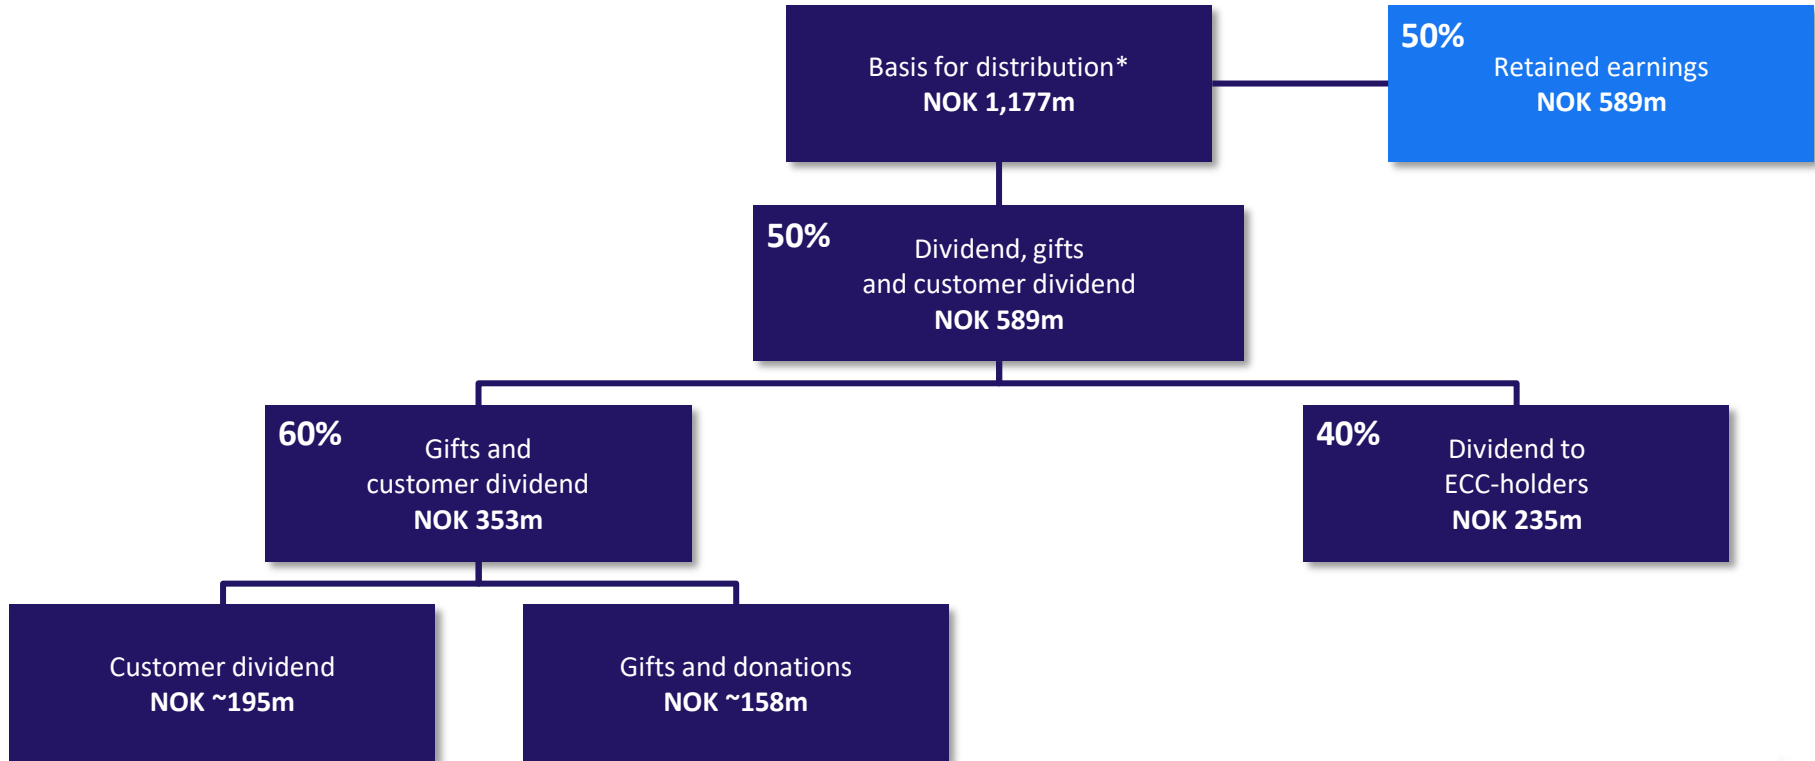 Basis for distribution*
NOK 1,177m
50%
Retained earnings
NOK 589m
50%
Dividend, gifts
and customer dividend
NOK 589m
60%
Gifts and
customer dividend
NOK 353m
40%
Dividend to
ECC-holders
NOK 235m
Customer dividend
NOK ~195m
Gifts and donations
NOK ~158m